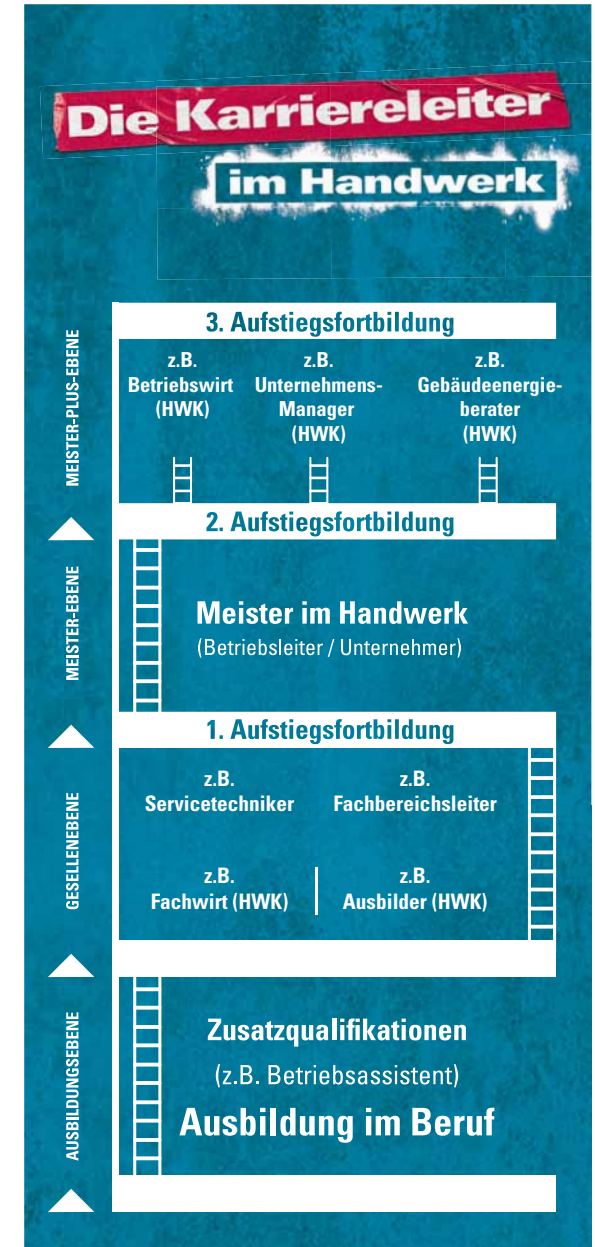 Die Karriereleiter
im Handwerk
MEISTER-PLUS-EBENE
3. Aufstiegsfortbildung
z.B.
Betriebswirt
(HWK)
z.B.
Unternehmens-
Manager
(HWK)
z.B.
Gebäudeenergie-
berater
(HWK)
MEISTER-EBENE
2. Aufstiegsfortbildung
Meister im Handwerk
(Betriebsleiter / Unternehmer)
GESELLENEBENE
1. Aufstiegsfortbildung
z.B.
Servicetechniker
z.B.
Fachbereichsleiter
z.B.
Fachwirt (HWK)
z.B.
Ausbilder (HWK)
AUSBILDUNGSEBENE
Zusatzqualifikationen
(z.B. Betriebsassistent)
Ausbildung im Beruf